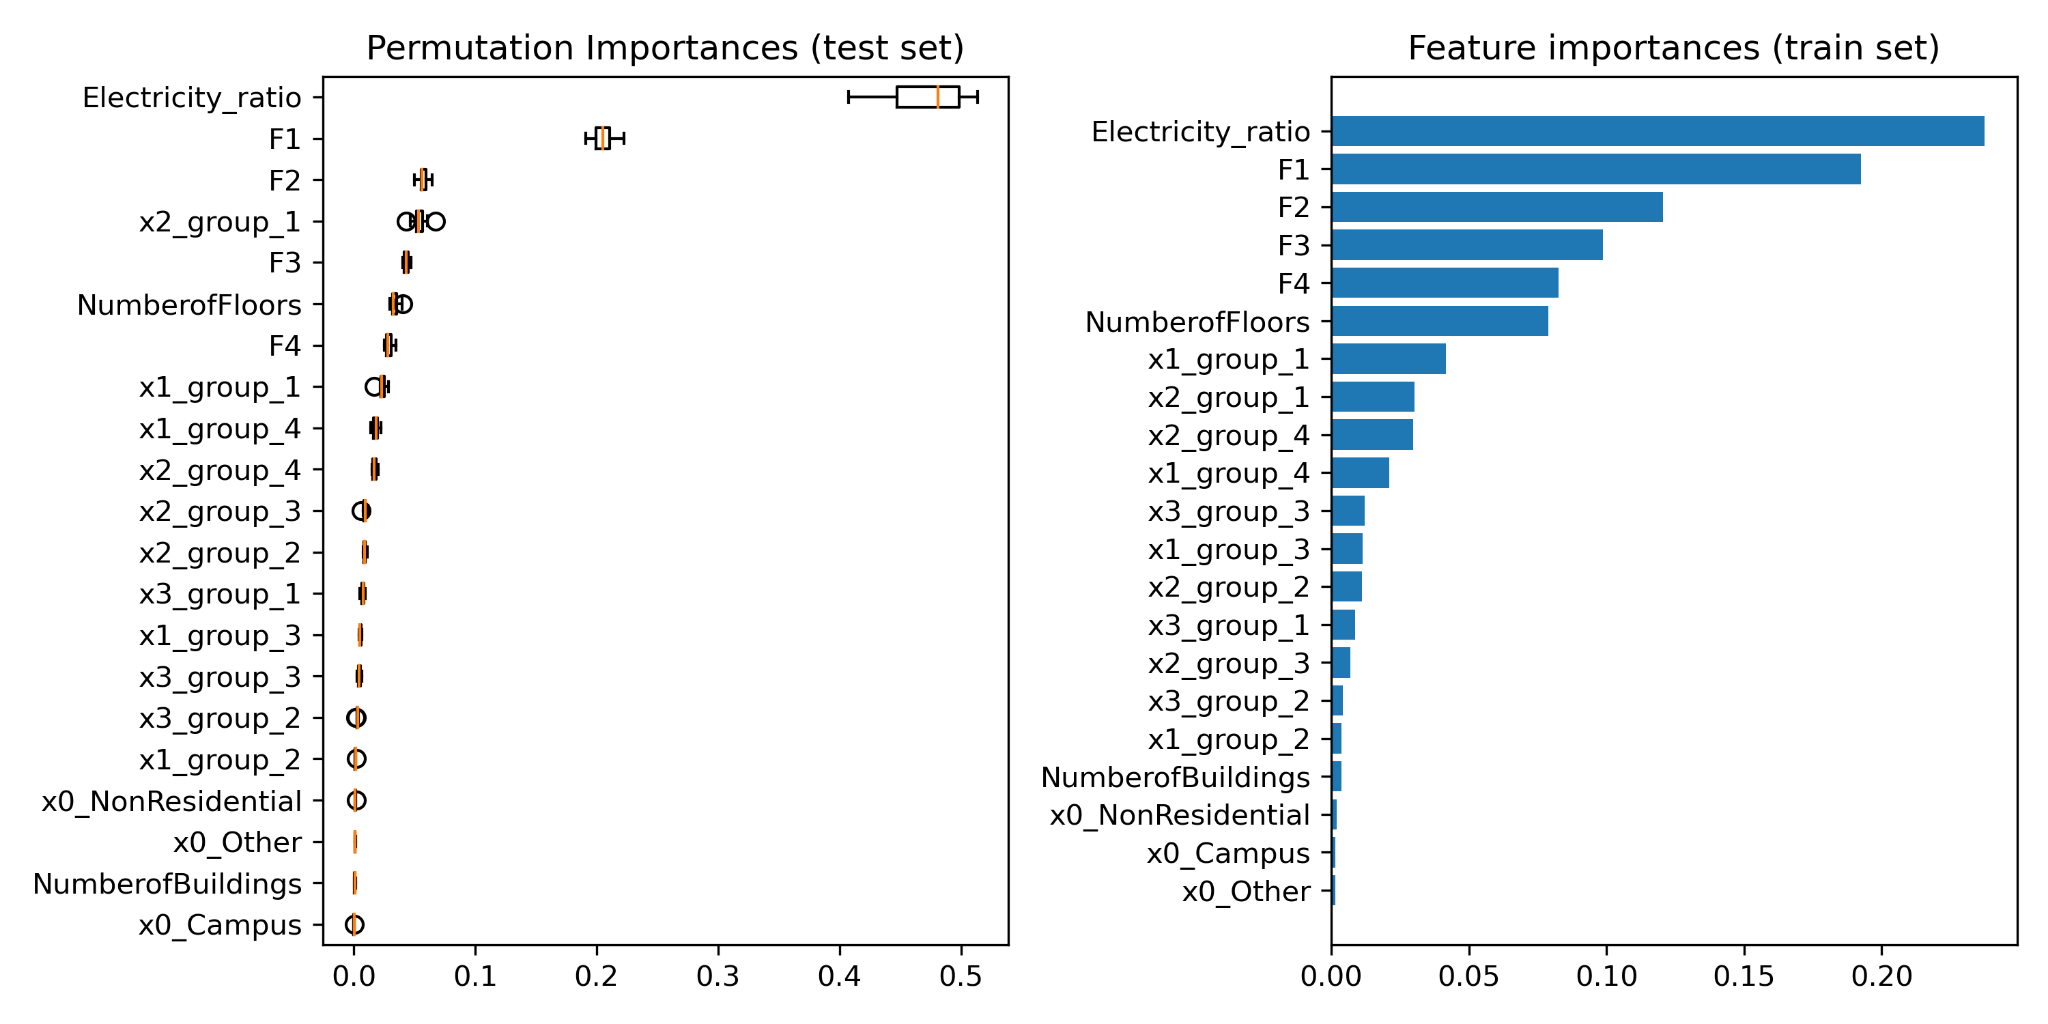 Permutation Importances (test set)
Electricity_ratio
F1
F2
x2_group_1
F3
NumberofFloors
F4
x1_group_1
x1_group_4
x2_group_4
x2_group_3
x2_group_2
x3_group_1
x1_group_3
x3_group_3
x3_group_2
x1_group_2
x0_NonResidential
x0_Other
NumberofBuildings
x0_Campus
0.0 0.1 0.2 0.3 0.4 0.5
Feature importances (train set)
Electricity_ratio
F1
F2
F3
F4
NumberofFloors
x1_group_1
x2_group_1
x2_group_4
x1_group_4
x3_group_3
x1_group_3
x2_group_2
x3_group_1
x2_group_3
x3_group_2
x1_group_2
NumberofBuildings
x0_NonResidential
x0_Campus
x0_Other
0.00 0.05 0.10 0.15 0.20